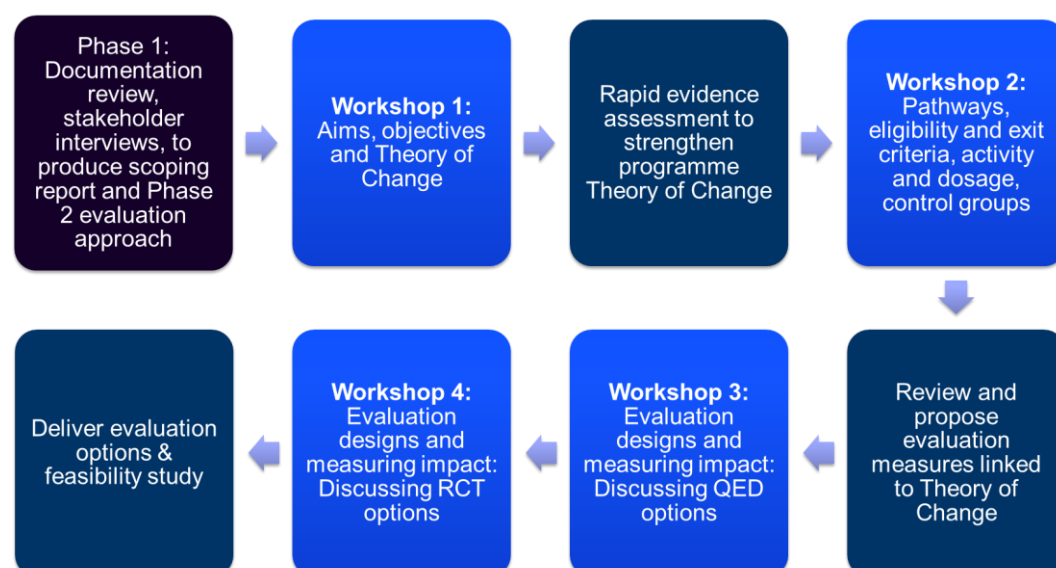 Phase 1:
Documentation
review,
stakeholder
interviews, to
produce scoping
report and Phase
2 evaluation
approach
Workshop 1:
Aims, objectives
and Theory of
Change
Rapid evidence
assessment to
strengthen
programme
Theory of Change
Workshop 2:
Pathways,
eligibility and exit
criteria, activity
and dosage,
control groups
Review and
propose
evaluation
measures linked
to Theory of
Change
Workshop 3:
Evaluation
designs and
measuring impact:
Discussing QED
options
Workshop 4:
Evaluation
designs and
measuring impact:
Discussing RCT
options
Deliver evaluation
options &
feasibility study